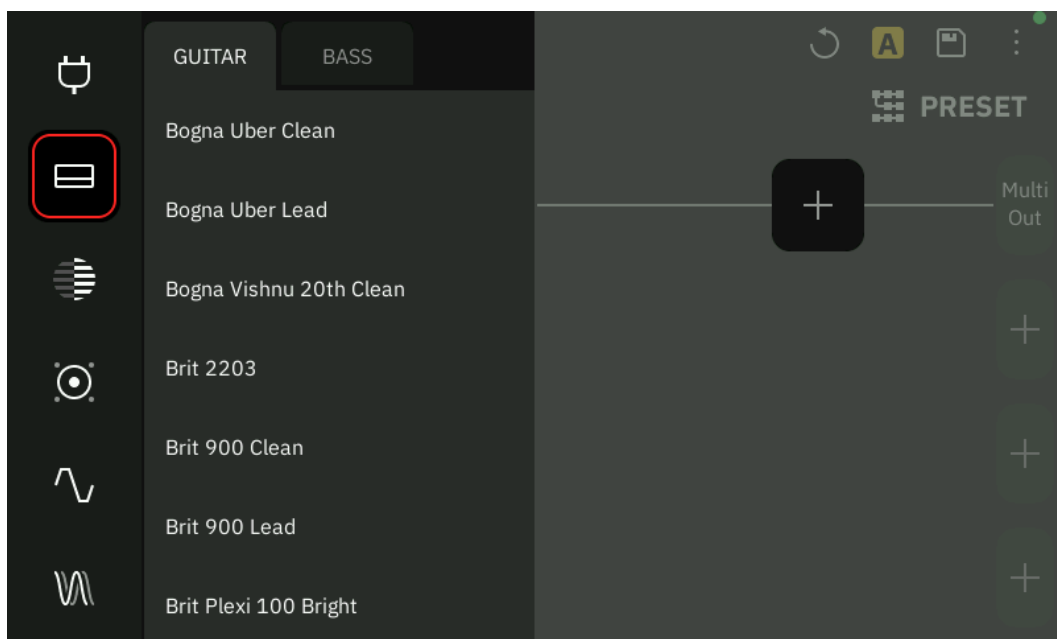 GUITAR
BASS
Bogna Uber Clean
Bogna Uber Lead
Bogna Vishnu 20th Clean
Brit 2203
Brit 900 Clean
Brit 900 Lead
Brit Plexi 100 Bright
A
PRESET
Multi
Out